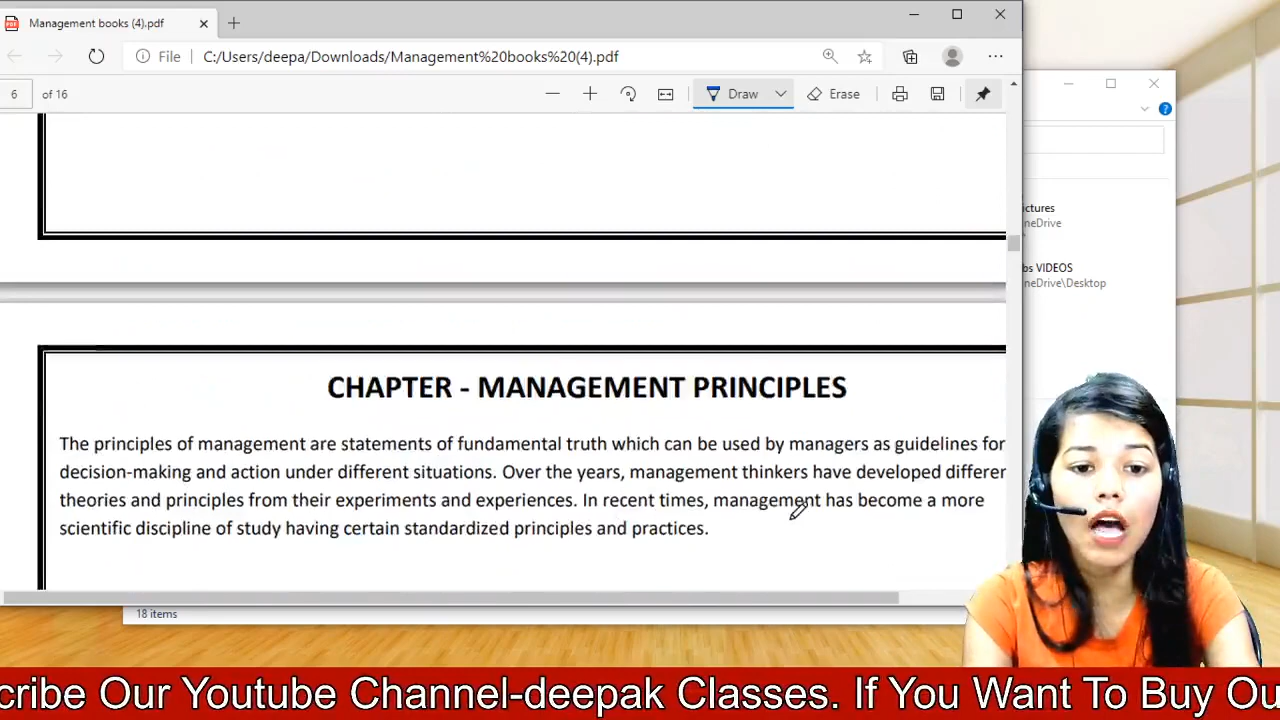 Management books (4).pdf
File C:/Users/deepa/Downloads/Management%20books%20(4).pdf
6 of 16
Draw Erase
ictures
neDrive
bs VIDEOS
neDrive\Desktop
CHAPTER - MANAGEMENT PRINCIPLES
The principles of management are statements of fundamental truth which can be used by managers as guidelines for
decision-making and action under different situations. Over the years, management thinkers have developed differen
theories and principles from their experiments and experiences. In recent times, management has become a more
scientific discipline of study having certain standardized principles and practices.
18 items
cribe Our Youtube Channel-deepak Classes. If You Want To Buy Ou